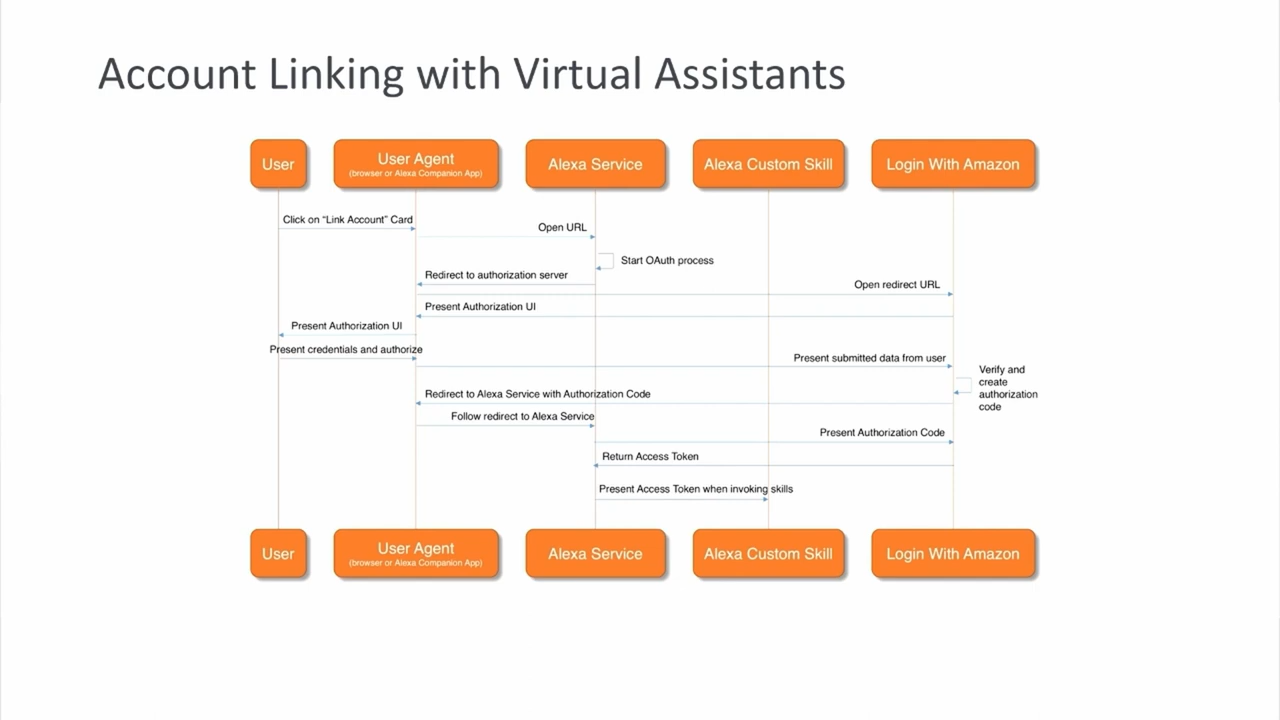 Account Linking with Virtual Assistants
User
User Agent
(browser or Alexa Companion App)
Alexa Service
Alexa Custom Skill
Login With Amazon
Click on “Link Account” Card
Open URL
Start OAuth process
Redirect to authorization server
Open redirect URL
Present Authorization UI
Present Authorization UI
Present credentials and authorize
Present submitted data from user
Verify and
create
authorization
code
Redirect to Alexa Service with Authorization Code
Follow redirect to Alexa Service
Present Authorization Code
Return Access Token
Present Access Token when invoking skills
User
User Agent
(browser or Alexa Companion App)
Alexa Service
Alexa Custom Skill
Login With Amazon